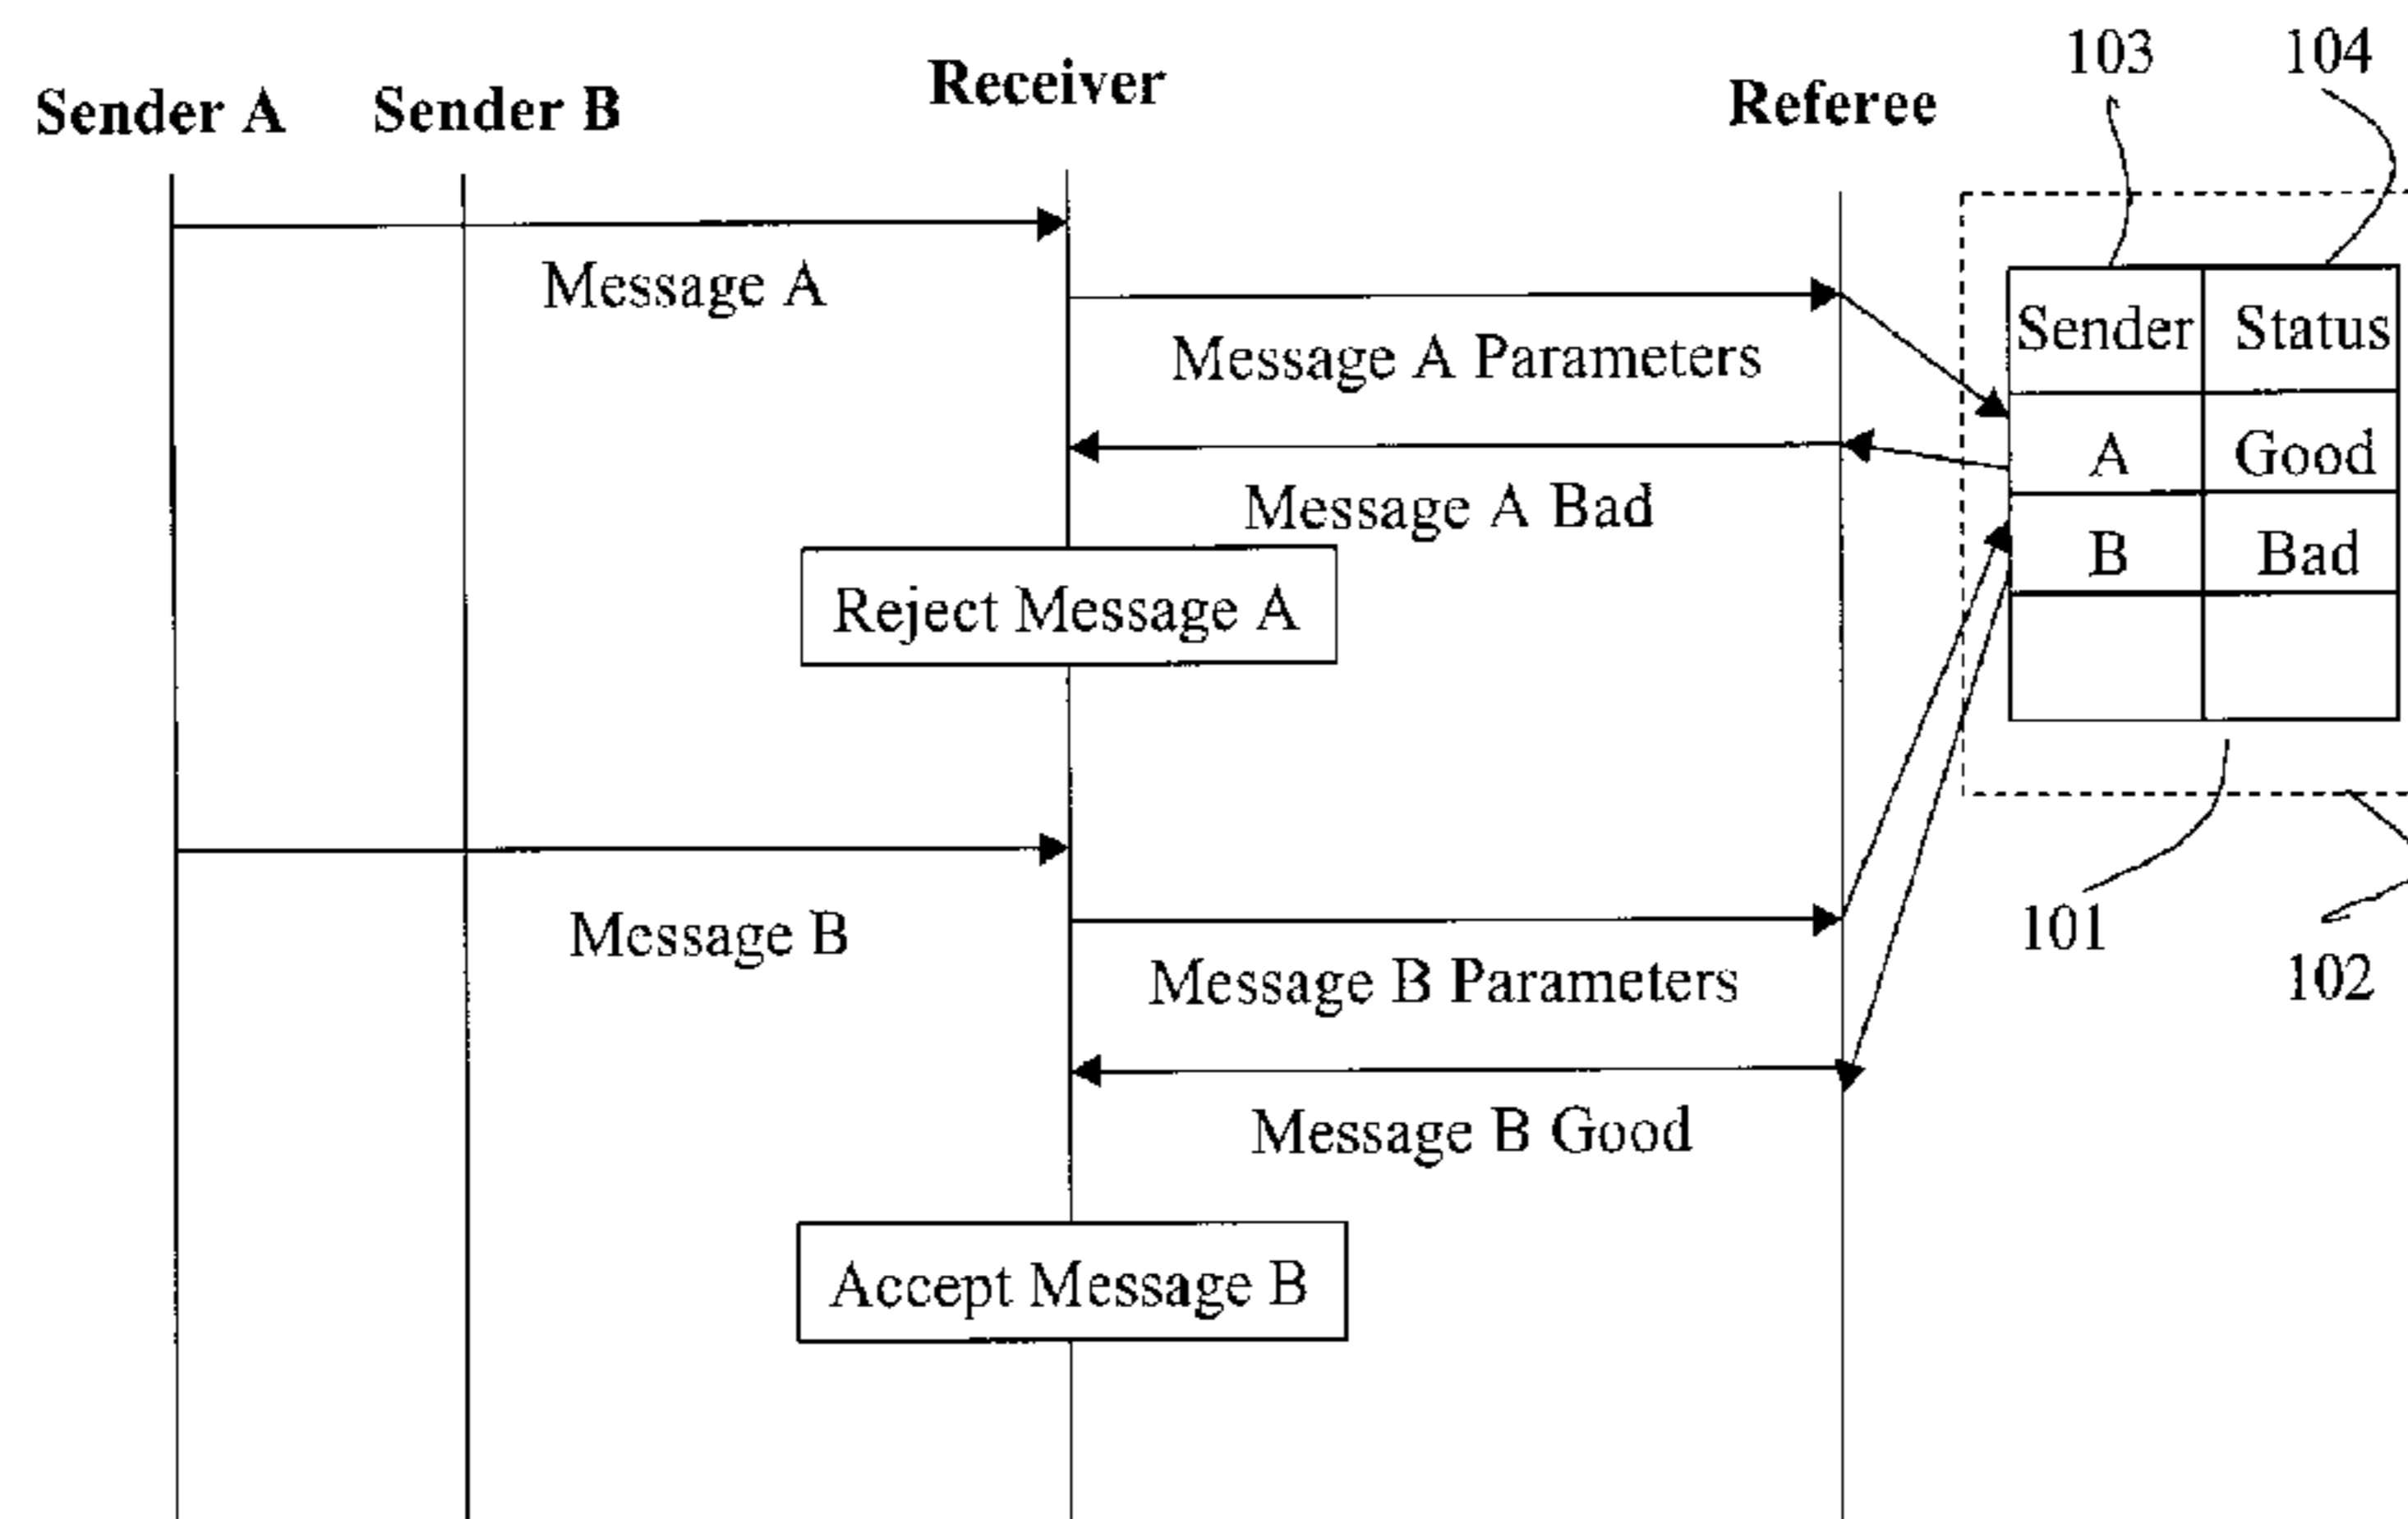 103 104
Sender A Sender B Receiver Referee
Message A
Sender Status
Message A Parameters
A Good
Message A Bad
B Bad
Reject Message A
Message B
101
Message B Parameters
102
Message B Good
Accept Message B